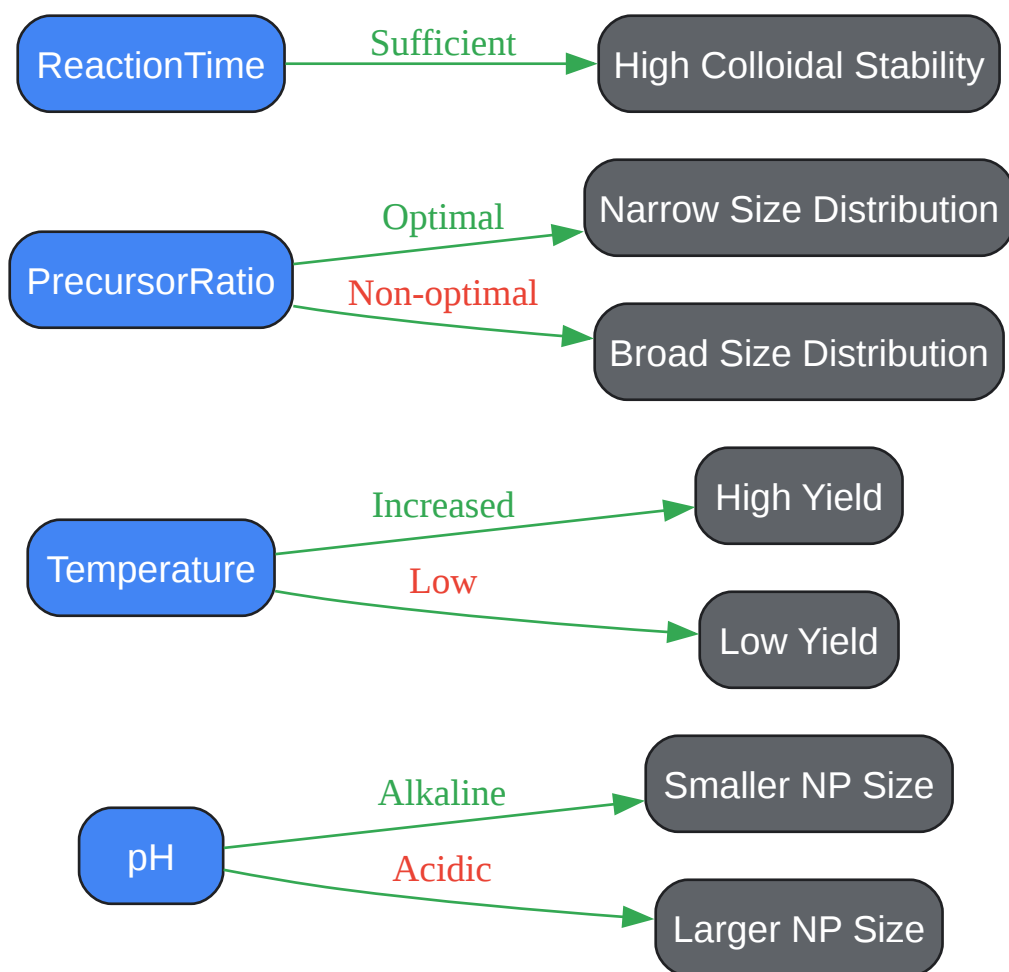 ReactionTime
Sufficient
High Colloidal Stability
PrecursorRatio
Optimal
Narrow Size Distribution
Non-optimal
Broad Size Distribution
Temperature
Increased
High Yield
Low
Low Yield
pH
Alkaline
Smaller NP Size
Acidic
Larger NP Size